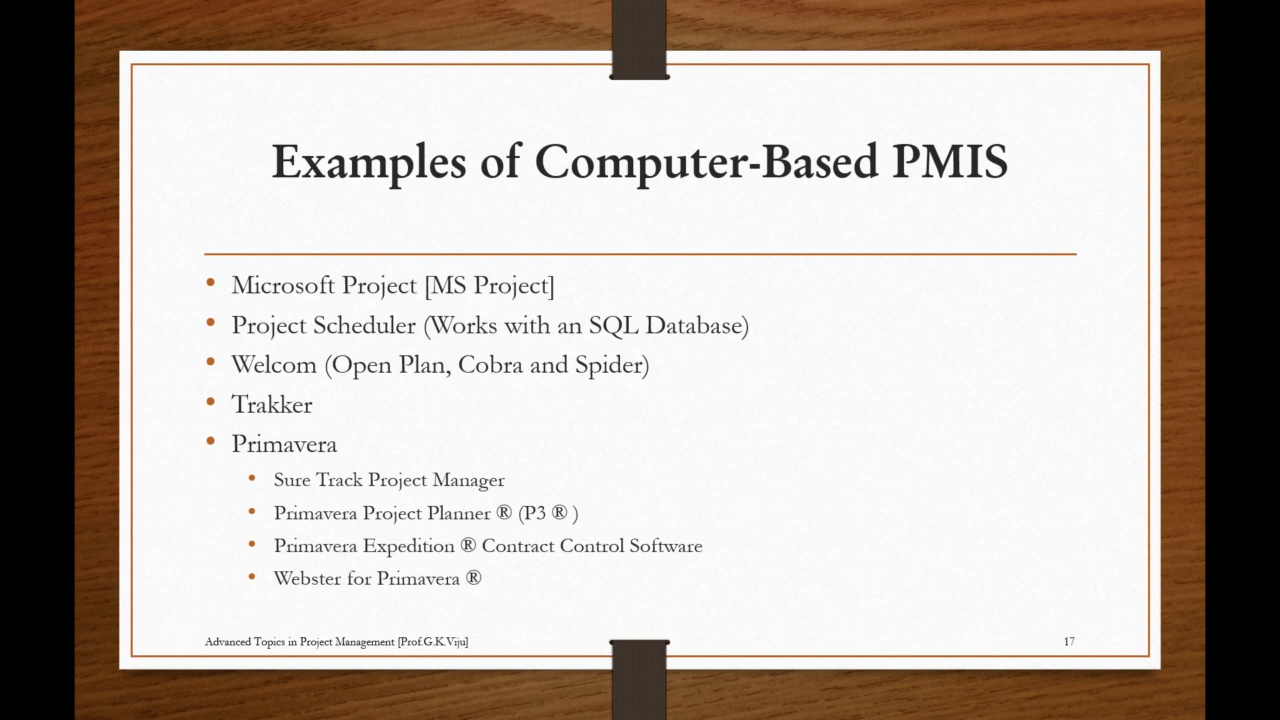 Examples of Computer-Based PMIS
• Microsoft Project [MS Project]
• Project Scheduler (Works with an SQL Database)
• Welcom (Open Plan, Cobra and Spider)
• Trakker
• Primavera
• Sure Track Project Manager
• Primavera Project Planner ® (P3 ® )
• Primavera Expedition ® Contract Control Software
• Webster for Primavera ®
Advanced Topics in Project Management [Prof.G.K.Viju] 17